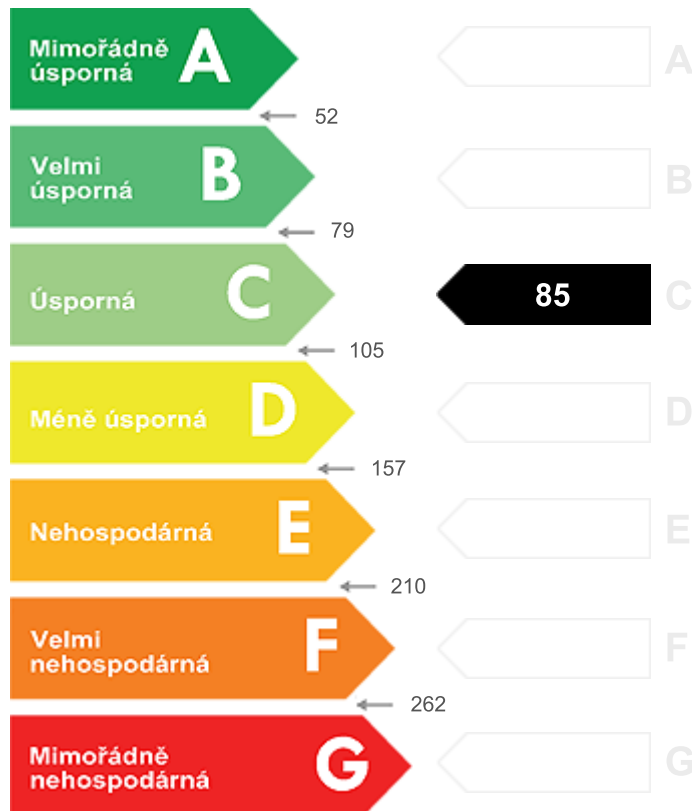 Mimořádně
úsporná
A
A
52
Velmi
úsporná
B
B
79
Úsporná
C
85
C
105
Méně úsporná
D
D
157
Nehospodárná
E
E
210
Velmi
nehospodárná
F
F
262
Mimořádně
nehospodárná
G
G